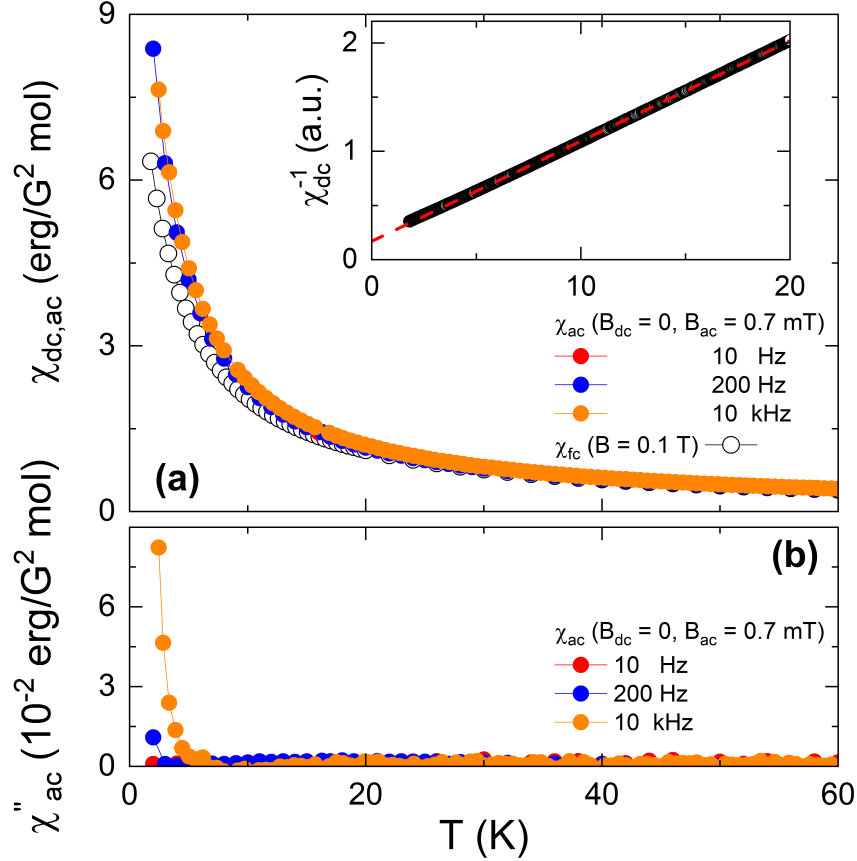 9
6
3
0
χdc,ac (erg/G² mol)
2
1
0
χdc⁻¹ (a.u.)
0 10 20
χac (Bdc = 0, Bac = 0.7 mT)
10 Hz
200 Hz
10 kHz
χfc (B = 0.1 T)
(a)
(b)
6
3
0
χ"ac (10⁻² erg/G² mol)
χac (Bdc = 0, Bac = 0.7 mT)
10 Hz
200 Hz
10 kHz
0 20 40 60
T (K)